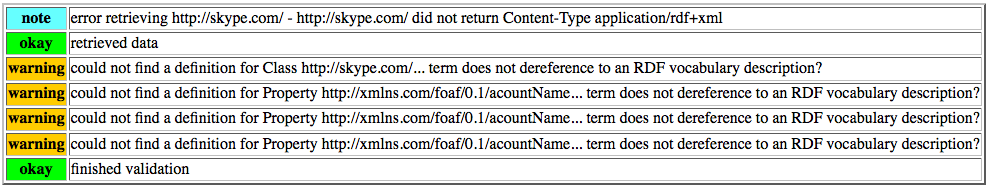 note error retrieving http://skype.com/ - http://skype.com/ did not return Content-Type application/rdf+xml
okay retrieved data
warning could not find a definition for Class http://skype.com/... term does not dereference to an RDF vocabulary description?
warning could not find a definition for Property http://xmlns.com/foaf/0.1/acountName... term does not dereference to an RDF vocabulary description?
warning could not find a definition for Property http://xmlns.com/foaf/0.1/acountName... term does not dereference to an RDF vocabulary description?
warning could not find a definition for Property http://xmlns.com/foaf/0.1/acountName... term does not dereference to an RDF vocabulary description?
okay finished validation